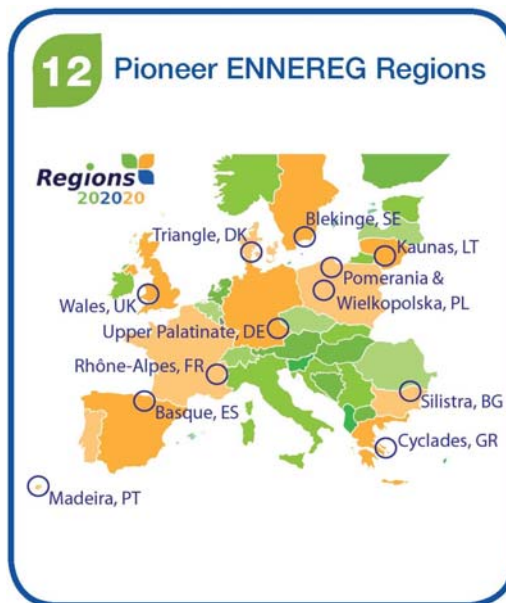 12 Pioneer ENNEREG Regions
Regions
202020
Blekinge, SE
Triangle, DK
Kaunas, LT
Pomerania &
Wielkopolska, PL
Wales, UK
Upper Palatinate, DE
Rhône-Alpes, FR
Silistra, BG
Basque, ES
Cyclades, GR
Madeira, PT